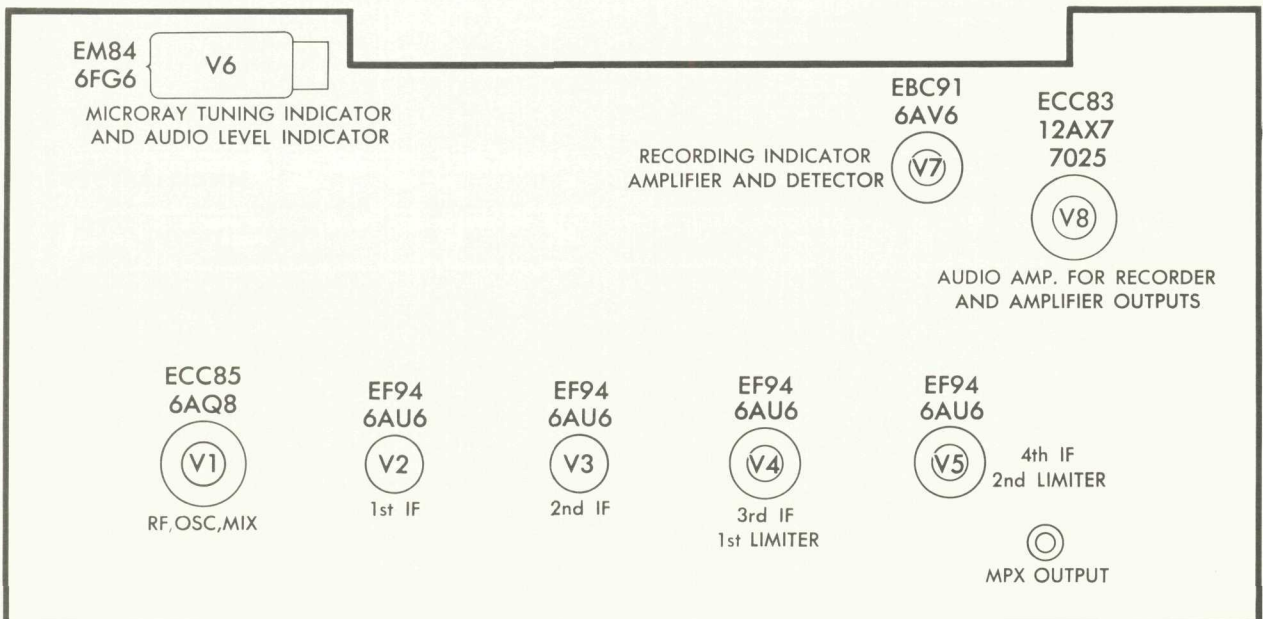 EM84
6FG6
V6
MICRORAY TUNING INDICATOR
AND AUDIO LEVEL INDICATOR
EBC91
6AV6
V7
RECORDING INDICATOR
AMPLIFIER AND DETECTOR
ECC83
12AX7
7025
V8
AUDIO AMP. FOR RECORDER
AND AMPLIFIER OUTPUTS
ECC85
6AQ8
V1
RF,OSC,MIX
EF94
6AU6
V2
1st IF
EF94
6AU6
V3
2nd IF
EF94
6AU6
V4
3rd IF
1st LIMITER
EF94
6AU6
V5
4th IF
2nd LIMITER
MPX OUTPUT